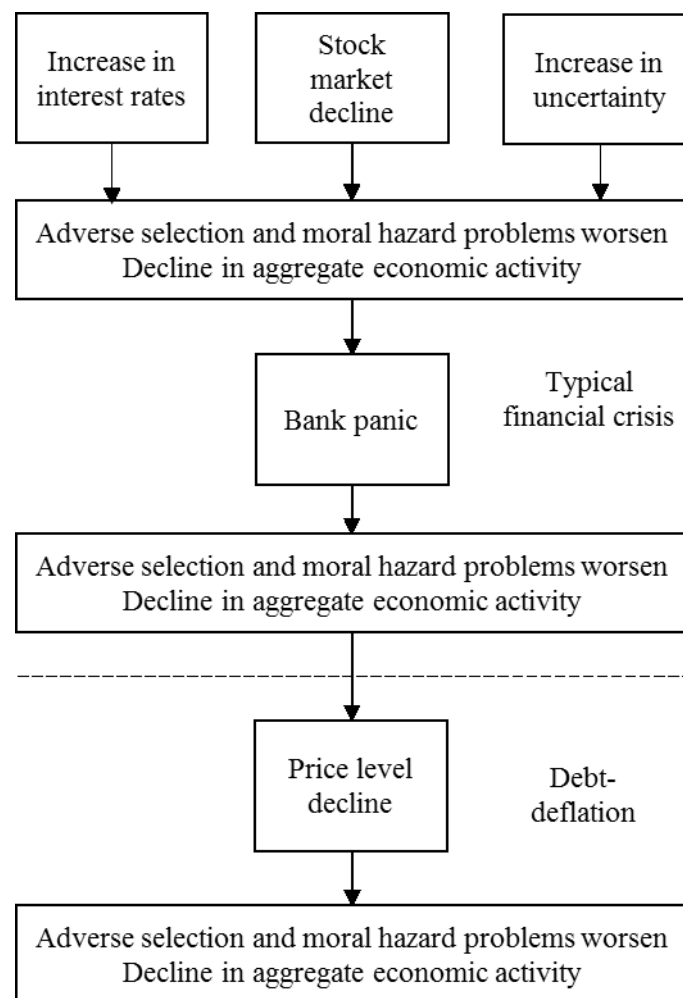 Increase in
interest rates
Stock
market
decline
Increase in
uncertainty
Adverse selection and moral hazard problems worsen
Decline in aggregate economic activity
Bank panic
Typical
financial crisis
Adverse selection and moral hazard problems worsen
Decline in aggregate economic activity
Price level
decline
Debt-
deflation
Adverse selection and moral hazard problems worsen
Decline in aggregate economic activity